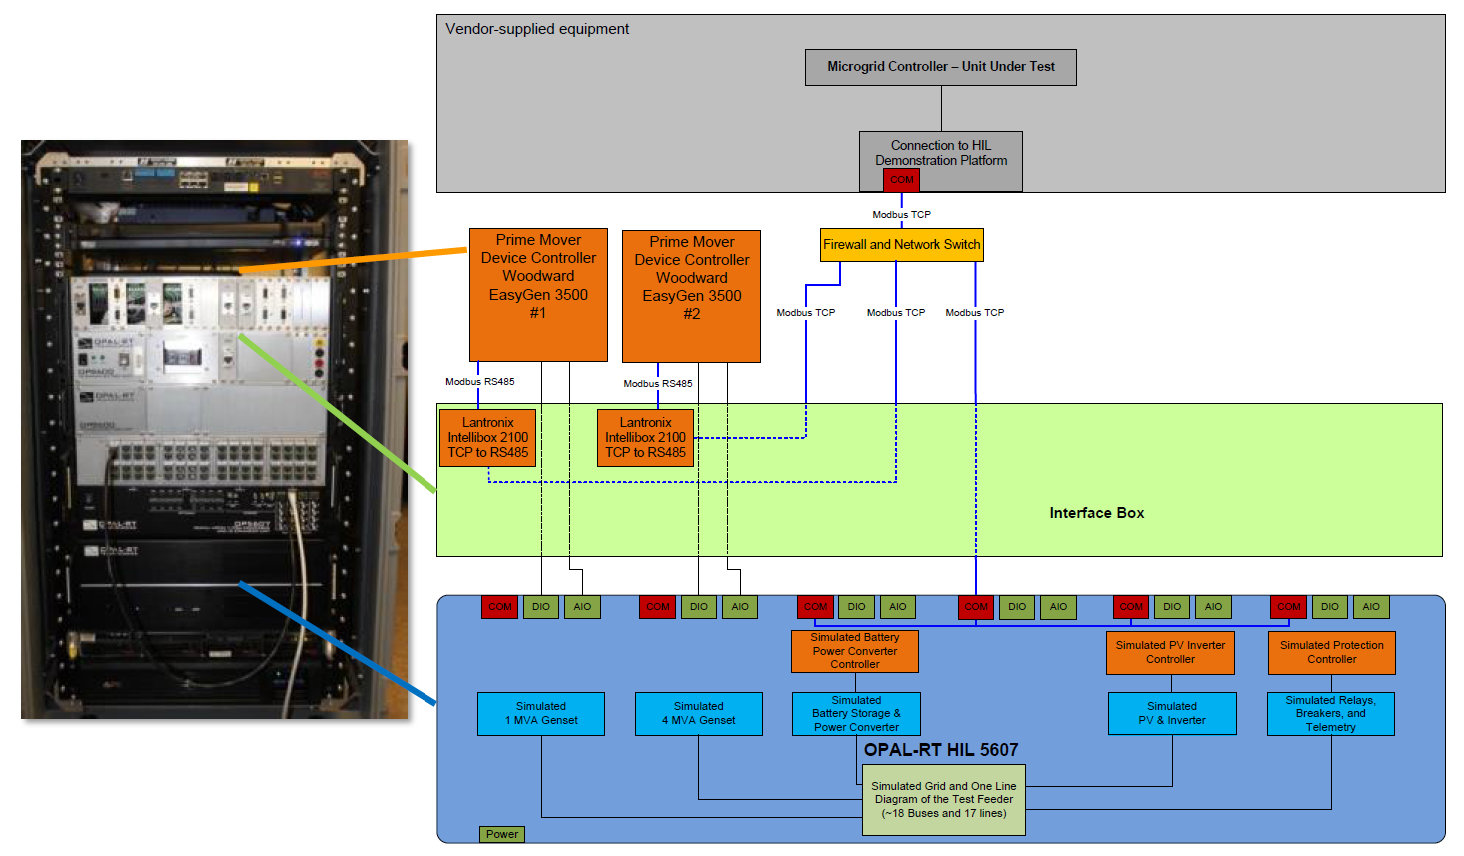 Vendor-supplied equipment
Microgrid Controller – Unit Under Test
Connection to HIL
Demonstration Platform
COM
Modbus TCP
Firewall and Network Switch
Prime Mover
Device Controller
Woodward
EasyGen 3500
#1
Prime Mover
Device Controller
Woodward
EasyGen 3500
#2
Modbus TCP
Modbus TCP
Modbus TCP
Modbus RS485
Modbus RS485
Lantronix
Intellibox 2100
TCP to RS485
Lantronix
Intellibox 2100
TCP to RS485
Interface Box
COM DIO AIO
COM DIO AIO
COM DIO AIO
COM DIO AIO
COM DIO AIO
COM DIO AIO
Simulated Battery
Power Converter
Controller
Simulated PV Inverter
Controller
Simulated Protection
Controller
Simulated
1 MVA Genset
Simulated
4 MVA Genset
Simulated
Battery Storage &
Power Converter
Simulated
PV & Inverter
Simulated Relays,
Breakers, and
Telemetry
OPAL-RT HIL 5607
Simulated Grid and One Line
Diagram of the Test Feeder
(~18 Buses and 17 lines)
Power
OPAL-RT
OPAL-RT
OPAL-RT
OP5607
OPAL-RT